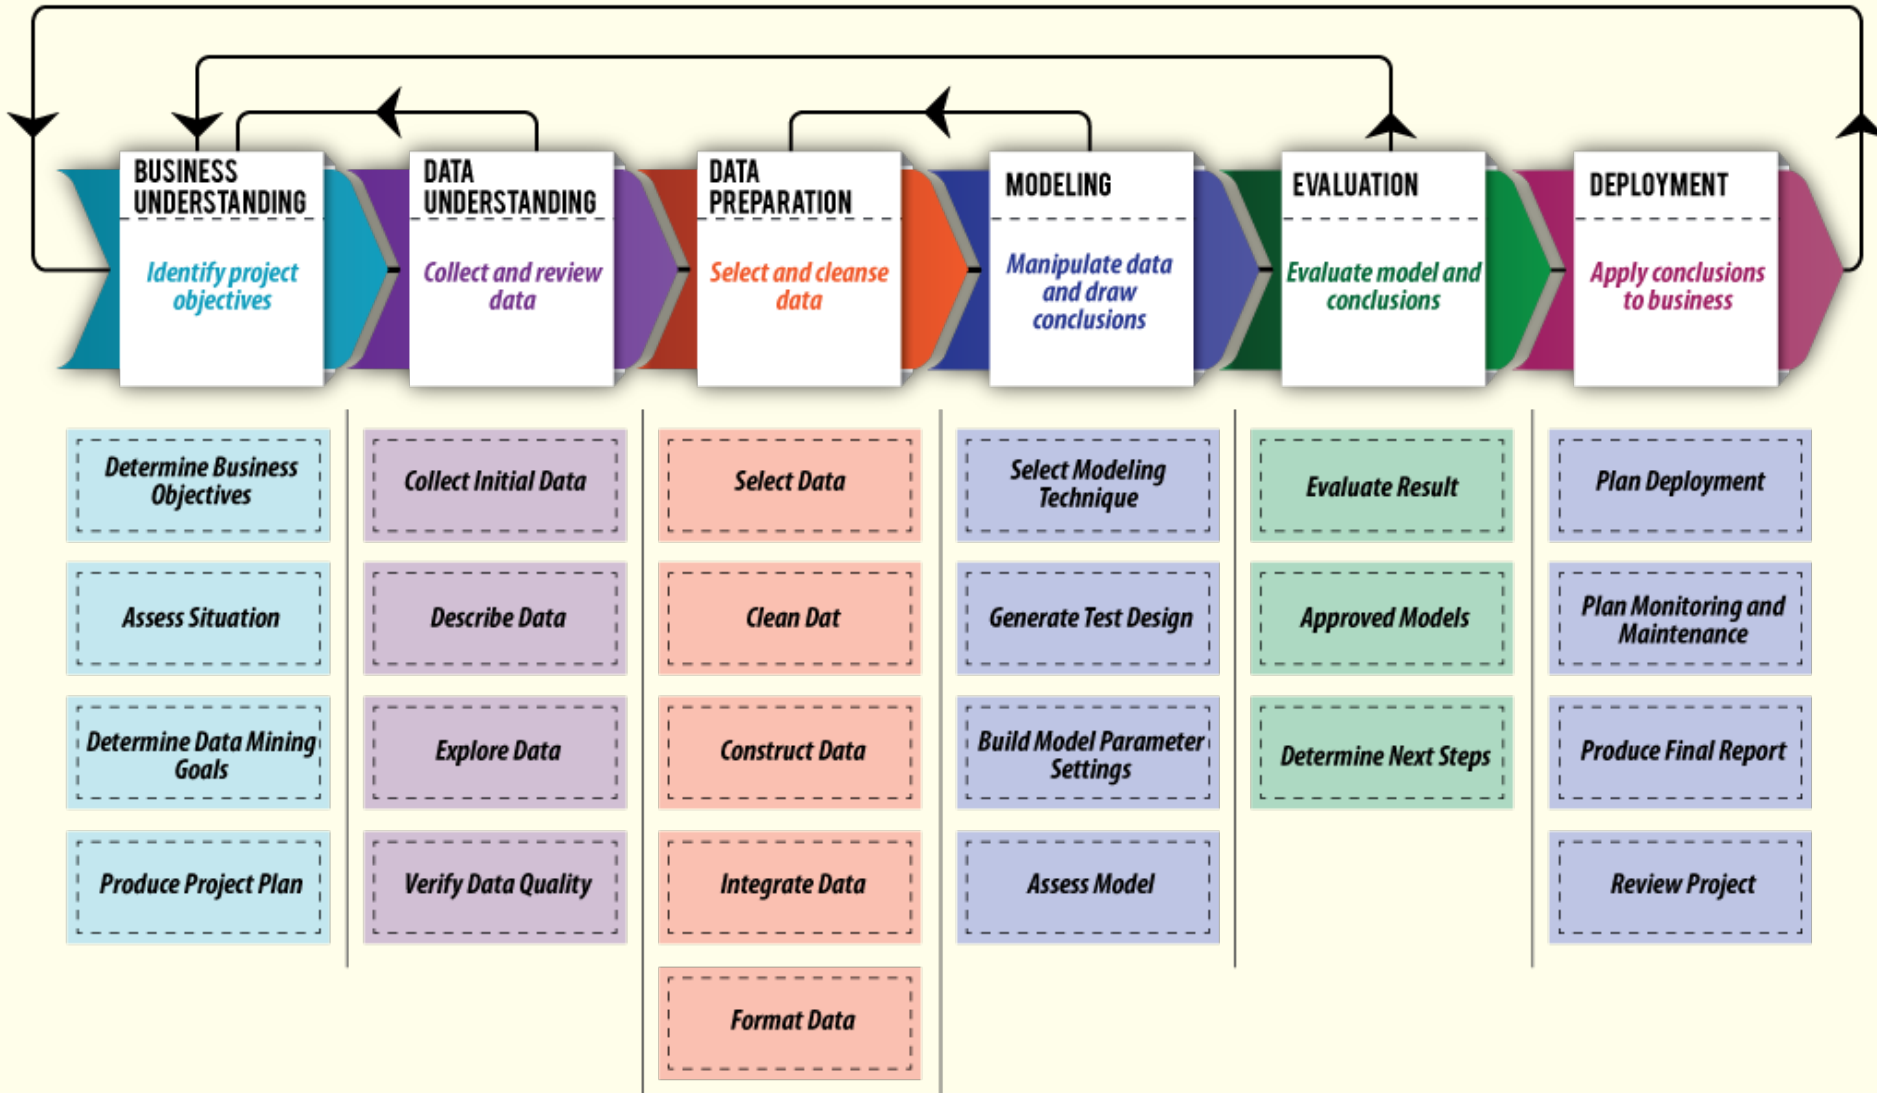 BUSINESS
UNDERSTANDING
Identify project
objectives
DATA
UNDERSTANDING
Collect and review
data
DATA
PREPARATION
Select and cleanse
data
MODELING
Manipulate data
and draw
conclusions
EVALUATION
Evaluate model and
conclusions
DEPLOYMENT
Apply conclusions
to business
Determine Business
Objectives
Assess Situation
Determine Data Mining
Goals
Produce Project Plan
Collect Initial Data
Describe Data
Explore Data
Verify Data Quality
Select Data
Clean Dat
Construct Data
Integrate Data
Format Data
Select Modeling
Technique
Generate Test Design
Build Model Parameter
Settings
Assess Model
Evaluate Result
Approved Models
Determine Next Steps
Plan Deployment
Plan Monitoring and
Maintenance
Produce Final Report
Review Project